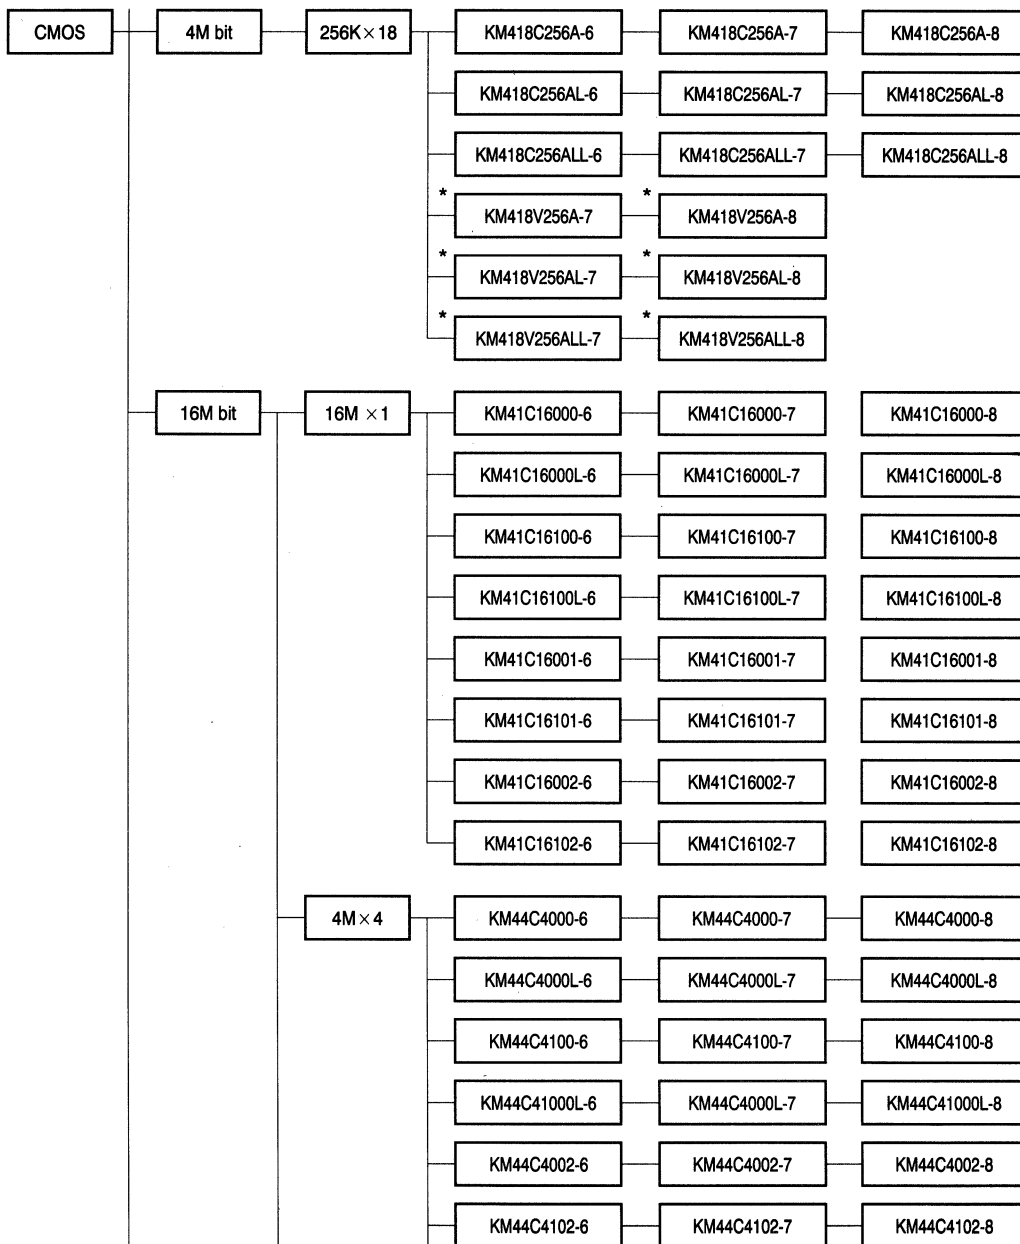 CMOS 4M bit 256K×18 KM418C256A-6 KM418C256A-7 KM418C256A-8
KM418C256AL-6 KM418C256AL-7 KM418C256AL-8
KM418C256ALL-6 KM418C256ALL-7 KM418C256ALL-8
* KM418V256A-7 * KM418V256A-8
* KM418V256AL-7 * KM418V256AL-8
* KM418V256ALL-7 * KM418V256ALL-8
16M bit 16M ×1 KM41C16000-6 KM41C16000-7 KM41C16000-8
KM41C16000L-6 KM41C16000L-7 KM41C16000L-8
KM41C16100-6 KM41C16100-7 KM41C16100-8
KM41C16100L-6 KM41C16100L-7 KM41C16100L-8
KM41C16001-6 KM41C16001-7 KM41C16001-8
KM41C16101-6 KM41C16101-7 KM41C16101-8
KM41C16002-6 KM41C16002-7 KM41C16002-8
KM41C16102-6 KM41C16102-7 KM41C16102-8
4M×4 KM44C4000-6 KM44C4000-7 KM44C4000-8
KM44C4000L-6 KM44C4000L-7 KM44C4000L-8
KM44C4100-6 KM44C4100-7 KM44C4100-8
KM44C41000L-6 KM44C4000L-7 KM44C41000L-8
KM44C4002-6 KM44C4002-7 KM44C4002-8
KM44C4102-6 KM44C4102-7 KM44C4102-8